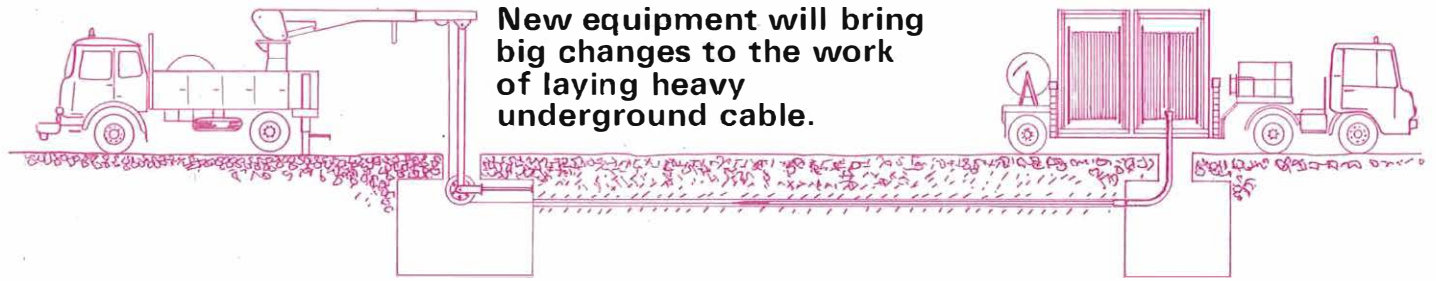 New equipment will bring
big changes to the work
of laying heavy
underground cable.